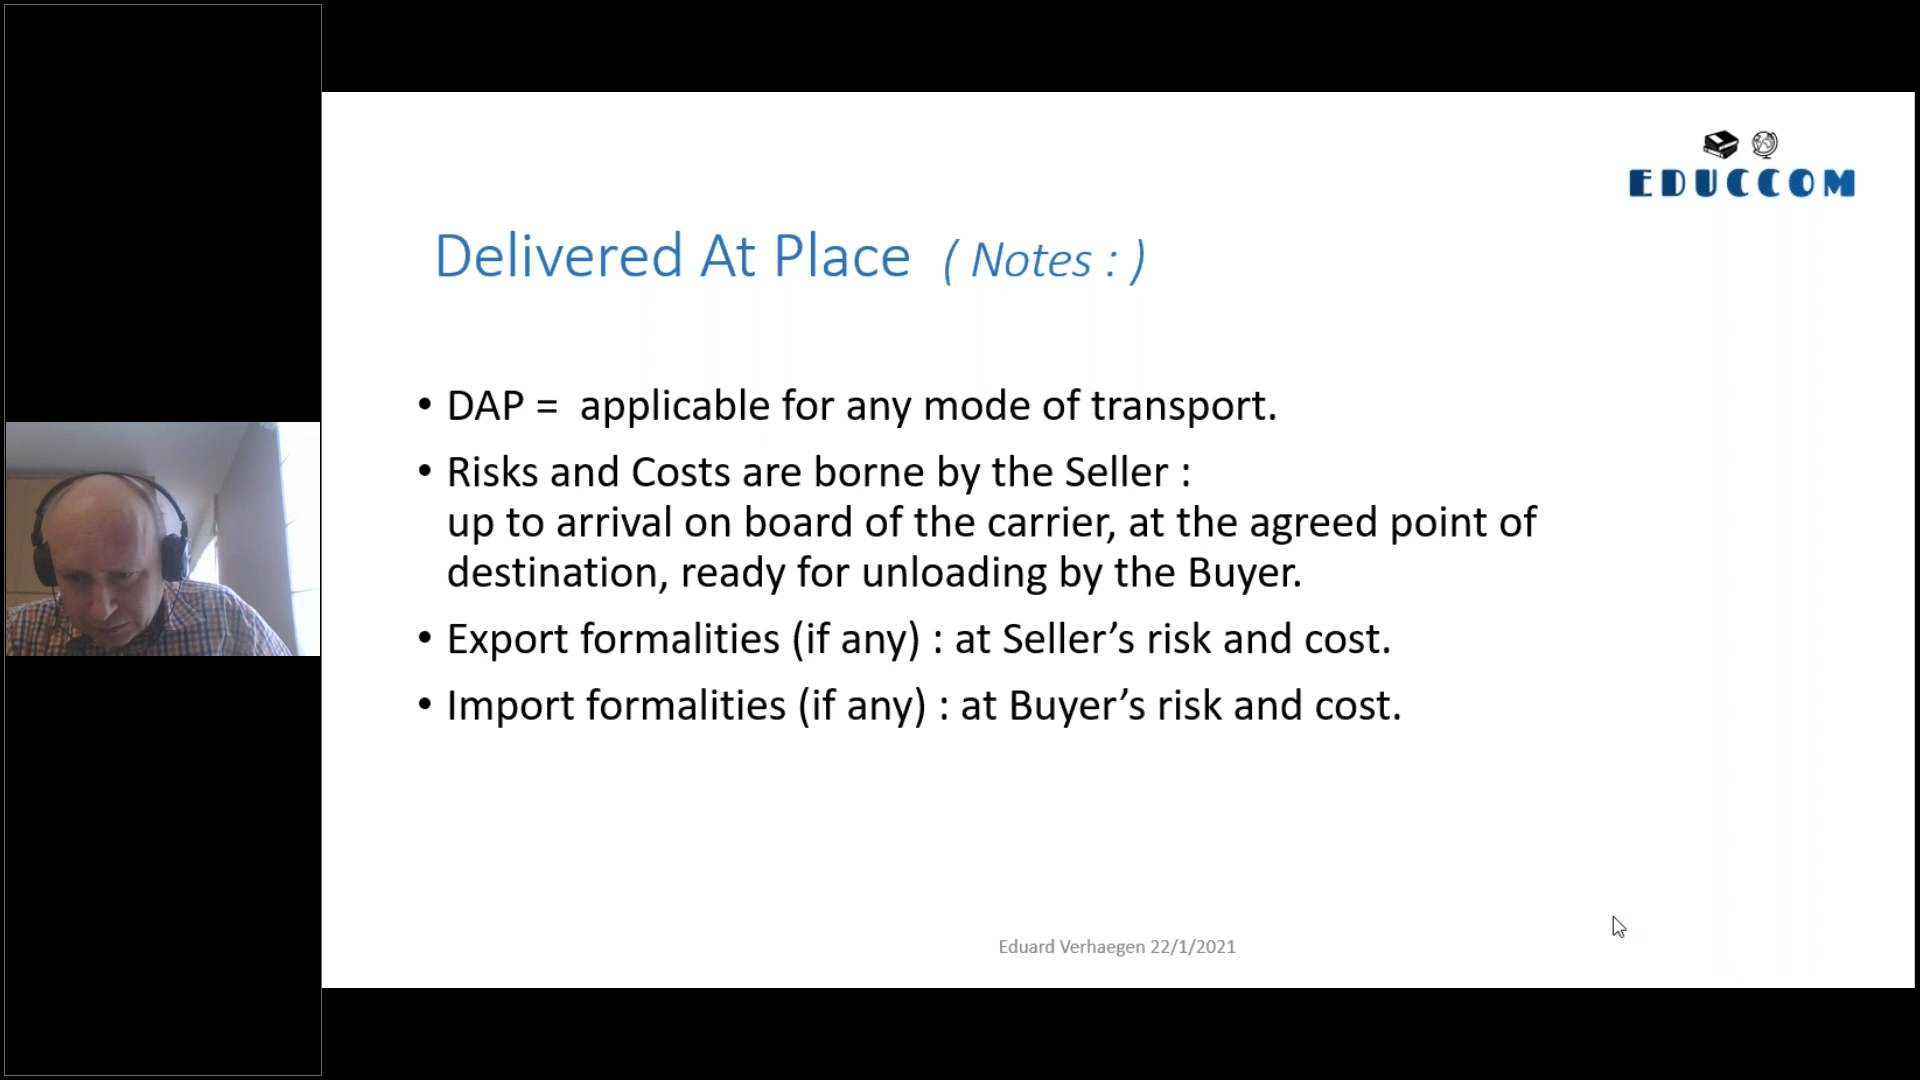 EDUCCOM
Delivered At Place ( Notes : )
• DAP = applicable for any mode of transport.
• Risks and Costs are borne by the Seller :
up to arrival on board of the carrier, at the agreed point of
destination, ready for unloading by the Buyer.
• Export formalities (if any) : at Seller’s risk and cost.
• Import formalities (if any) : at Buyer’s risk and cost.
Eduard Verhaegen 22/1/2021